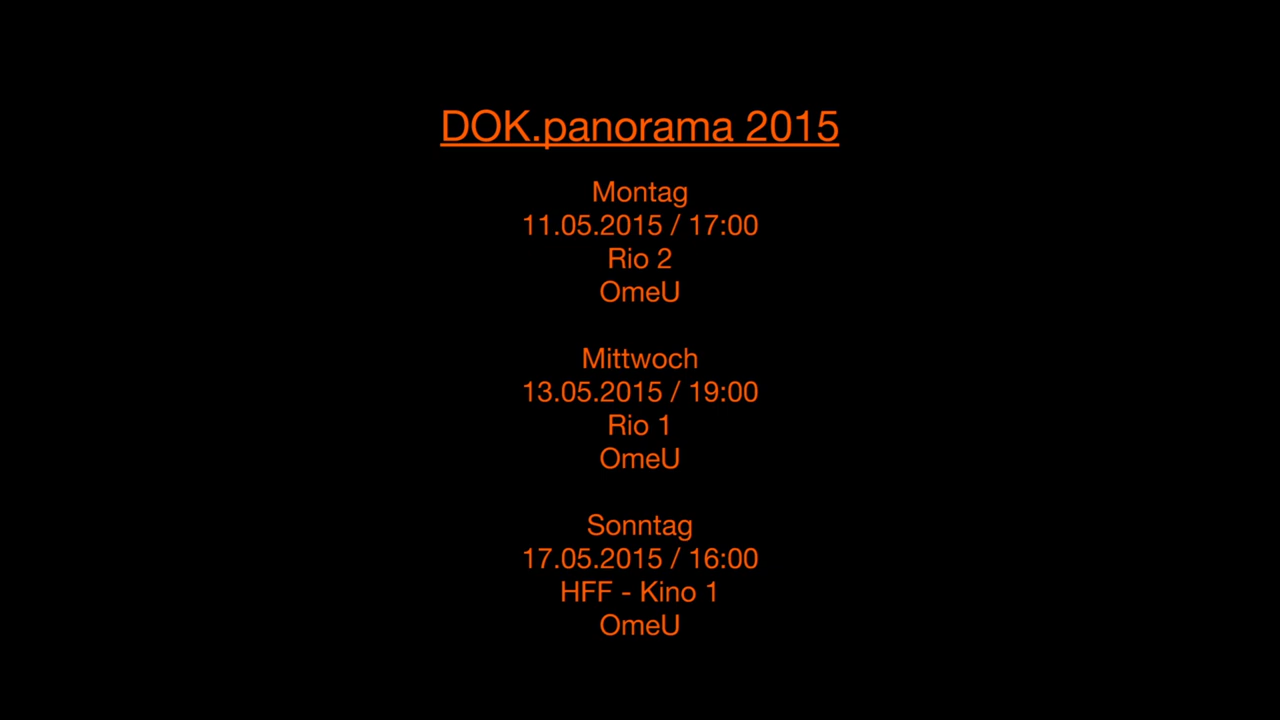 DOK.panorama 2015
Montag
11.05.2015 / 17:00
Rio 2
OmeU
Mittwoch
13.05.2015 / 19:00
Rio 1
OmeU
Sonntag
17.05.2015 / 16:00
HFF - Kino 1
OmeU